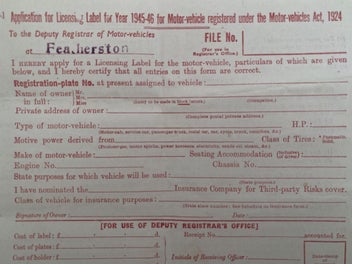 Application for Licensing Label for Year 1945-46 for Motor-vehicle registered under the Motor-vehicles Act, 1924
To the Deputy Registrar of Motor-vehicles
at Featherston
FILE No.
(For use in Registrar's Office.)
I HEREBY apply for a Licensing Label for the motor-vehicle, particulars of which are given
below, and I hereby certify that all entries on this form are correct.
Registration-plate No. at present assigned to vehicle:
Name of owner Mr. Mrs. Miss
in full:
(Surname to be made in block letters.) (Occupation.)
Private address of owner:
(Complete postal private address.)
Type of motor-vehicle: H.P.:
Motive power derived from Class of Tires:
Make of motor-vehicle: Seating Accommodation
Engine No. Chassis No.
State purposes for which vehicle will be used:
(State purposes.)
I have nominated the Insurance Company for Third-party Risks cover.
Class of vehicle for insurance purposes:
Signature of Owner: Date:
[FOR USE OF DEPUTY REGISTRAR'S OFFICE]
Cost of label: £ : : d. Receipt No. accounted for.
Cost of plates: £ : : d.
Cost of holder: £ : : d. Initials of Receiving Officer: